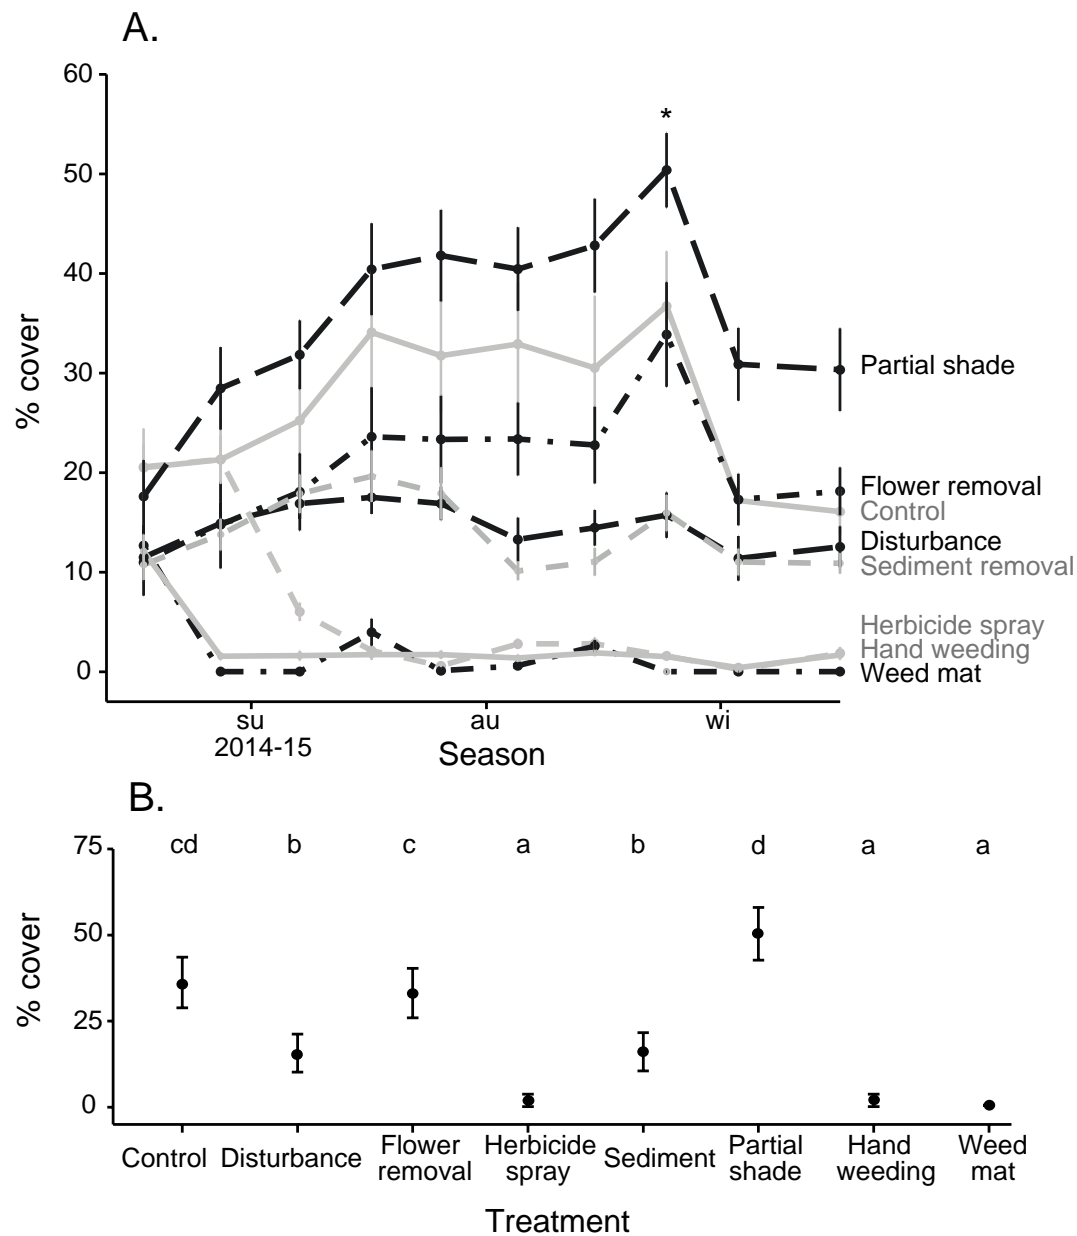 A.
60
50
40
30
20
10
0
% cover
*
Partial shade
Flower removal
Control
Disturbance
Sediment removal
Herbicide spray
Hand weeding
Weed mat
su
au
wi
2014-15
Season
B.
75
50
25
0
% cover
cd
b
c
a
b
d
a
a
Control
Disturbance
Flower
removal
Herbicide
spray
Sediment
Partial
shade
Hand
weeding
Weed
mat
Treatment